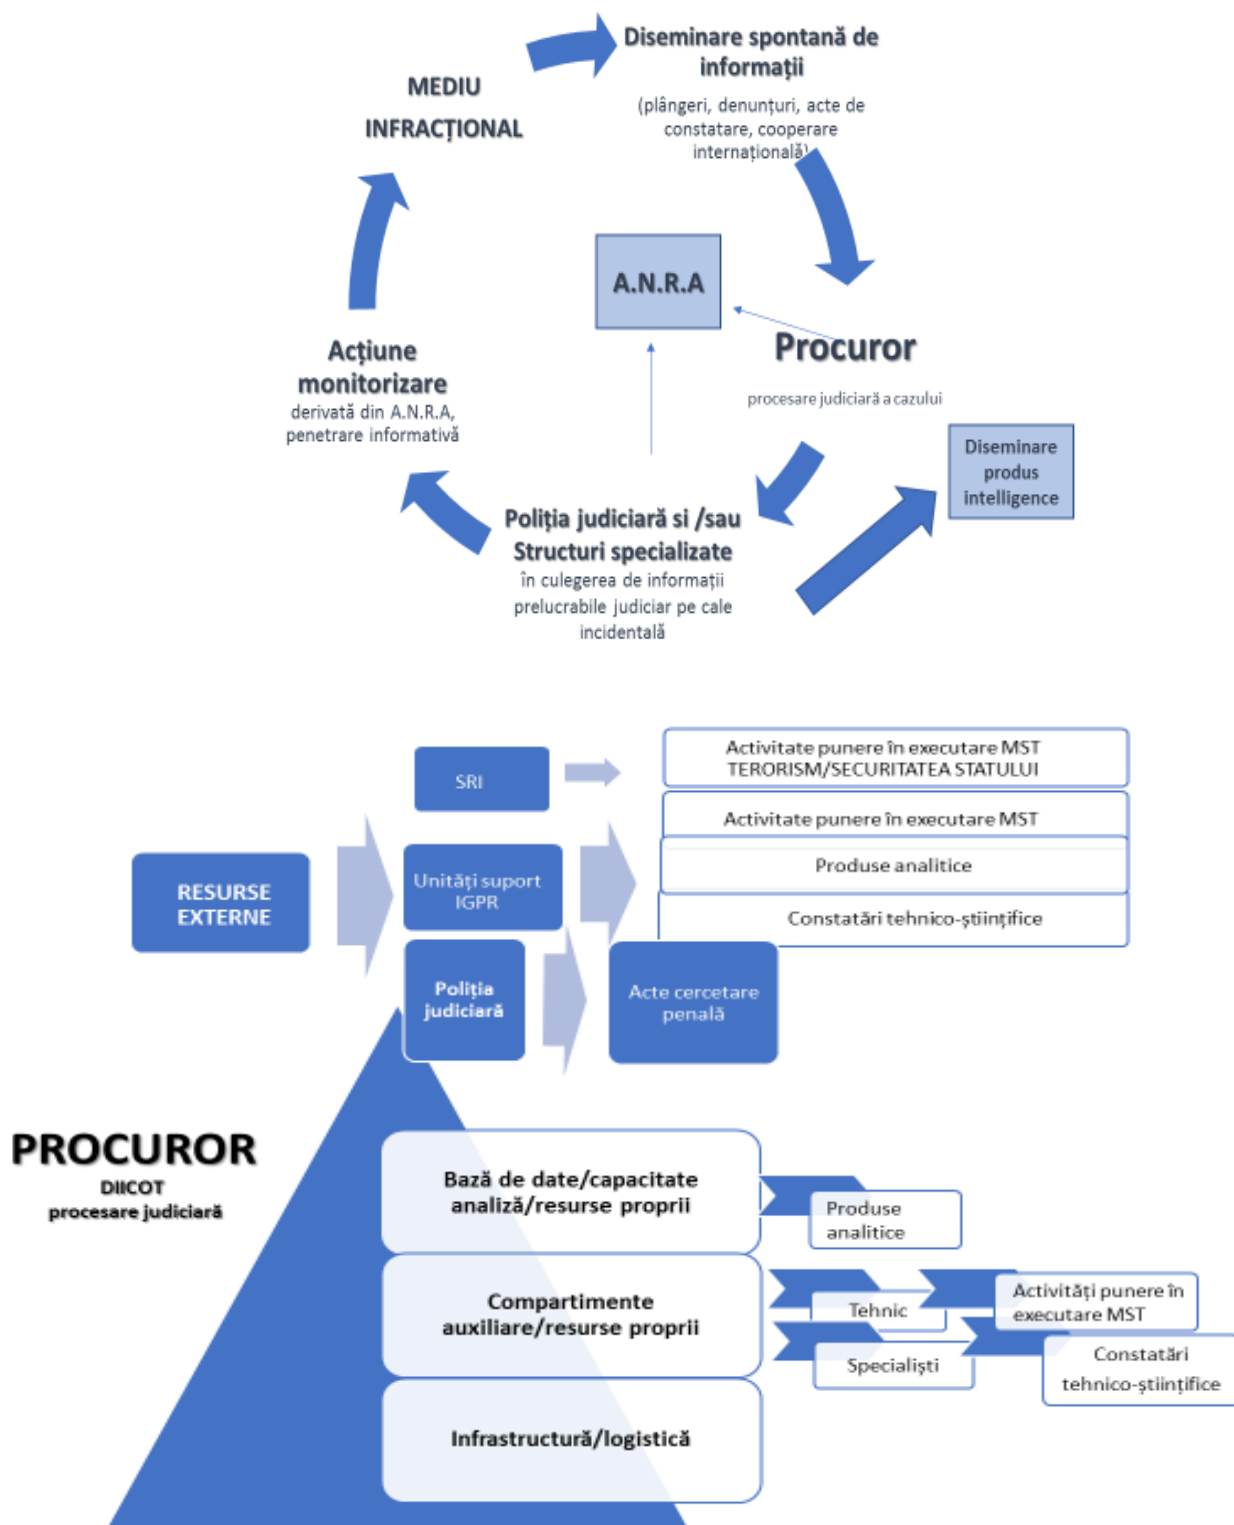 Diseminare spontană de
informații
(plângeri, denunțuri, acte de
constatare, cooperare
internațională)
MEDIU
INFRACȚIONAL
A.N.R.A
Procuror
procesare judiciară a cazului
Acțiune
monitorizare
derivată din A.N.R.A,
penetrare informativă
Diseminare
produs
intelligence
Poliția judiciară si /sau
Structuri specializate
în culegerea de informații
prelucrabile judiciar pe cale
incidentală
SRI
Activitate punere în executare MST
TERORISM/SECURITATEA STATULUI
Activitate punere în executare MST
RESURSE
EXTERNE
Unități suport
IGPR
Produse analitice
Constatări tehnico-științifice
Poliția
judiciară
Acte cercetare
penală
PROCUROR
DIICOT
procesare judiciară
Bază de date/capacitate
analiză/resurse proprii
Produse
analitice
Compartimente
auxiliare/resurse proprii
Tehnic
Activități punere în
executare MST
Specialiști
Constatări
tehnico-științifice
Infrastructură/logistică